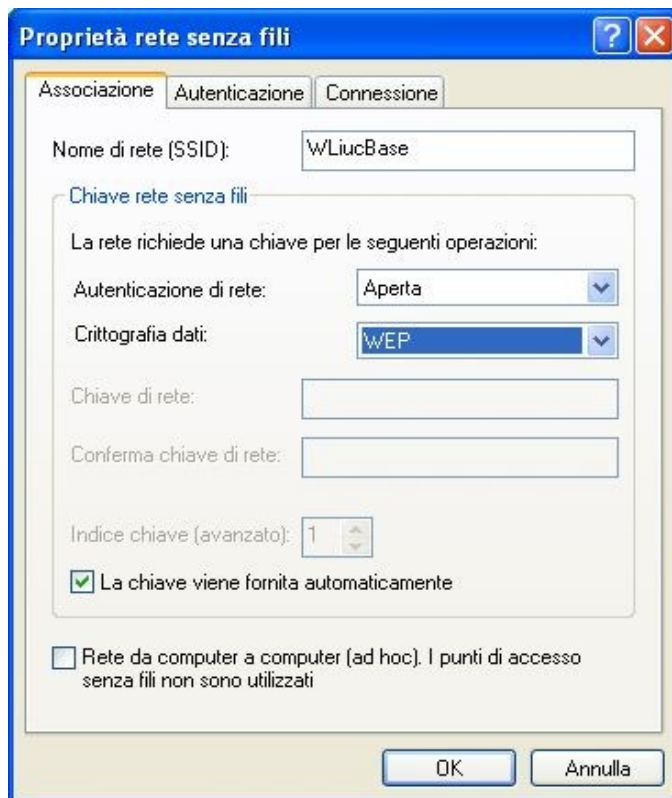 Proprietà rete senza fili
Associazione Autenticazione Connessione
Nome di rete (SSID): WLiucBase
Chiave rete senza fili
La rete richiede una chiave per le seguenti operazioni:
Autenticazione di rete: Aperta
Crittografia dati: WEP
Chiave di rete:
Conferma chiave di rete:
Indice chiave (avanzato): 1
La chiave viene fornita automaticamente
Rete da computer a computer (ad hoc). I punti di accesso
senza fili non sono utilizzati
OK Annulla